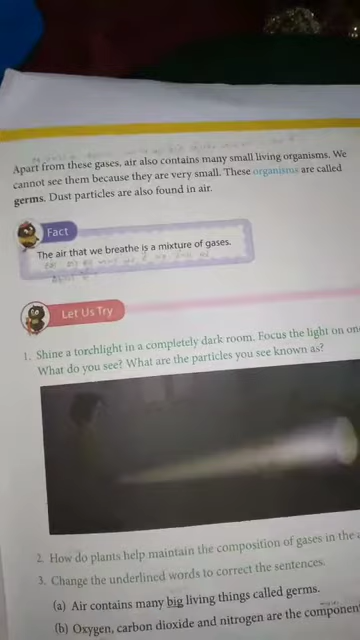 Apart from these gases, air also contains many small living organisms. We
cannot see them because they are very small. These organisms are called
germs. Dust particles are also found in air.
Fact
The air that we breathe is a mixture of gases.
Let Us Try
1. Shine a torchlight in a completely dark room. Focus the light on one
What do you see? What are the particles you see known as?
2. How do plants help maintain the composition of gases in the
3. Change the underlined words to correct the sentences.
(a) Air contains many big living things called germs.
(b) Oxygen, carbon dioxide and nitrogen are the